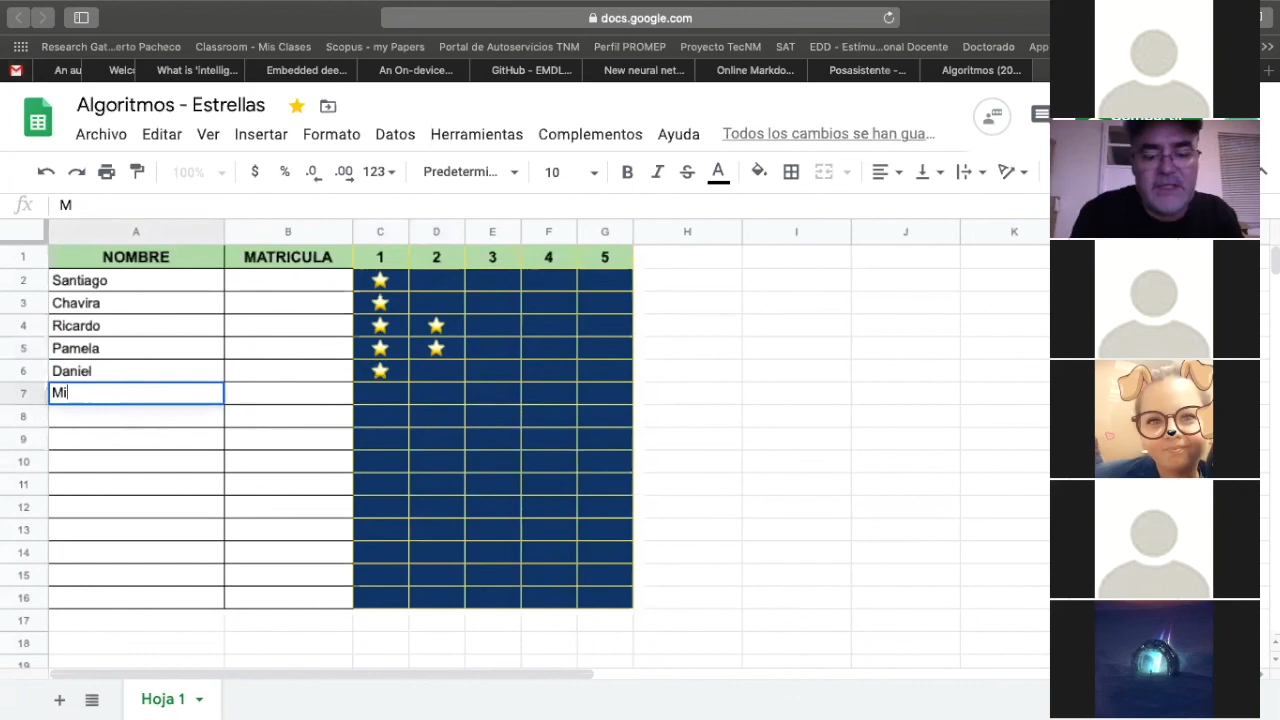 docs.google.com
Research Gat...erto Pacheco Classroom - Mis Clases Scopus - my Papers Portal de Autoservicios TNM Perfil PROMEP Proyecto TecNM SAT EDD - Estímu...onal Docente Doctorado App
An au Welc What is 'intellig... Embedded dee... An On-device... GitHub - EMDL... New neural net... Online Markdo... Posasistente -... Algoritmos (20...
Algoritmos - Estrellas
Archivo Editar Ver Insertar Formato Datos Herramientas Complementos Ayuda Todos los cambios se han gua...
100% $ % .0 .00 123 Predetermi... 10 B I S A
fx M
A B C D E F G H I J K
1 NOMBRE MATRICULA 1 2 3 4 5
2 Santiago
3 Chavira
4 Ricardo
5 Pamela
6 Daniel
7 Mi
8
9
10
11
12
13
14
15
16
17
18
19
Hoja 1